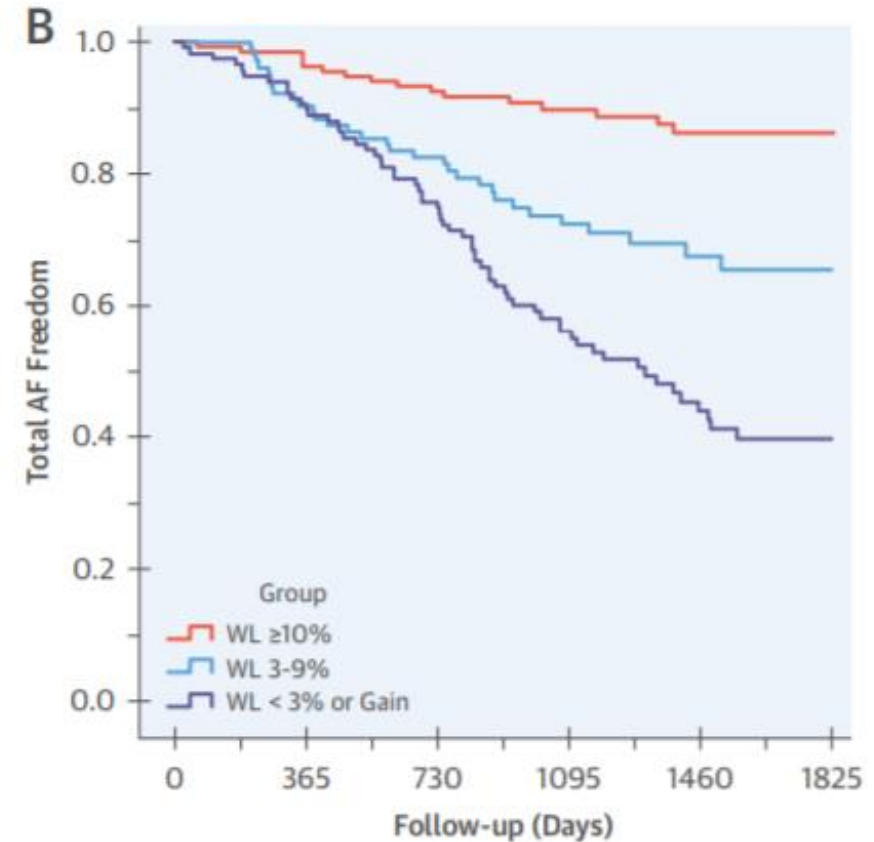 B
1.0
0.8
0.6
0.4
0.2
0.0
Total AF Freedom
Group
WL ≥10%
WL 3-9%
WL < 3% or Gain
0 365 730 1095 1460 1825
Follow-up (Days)